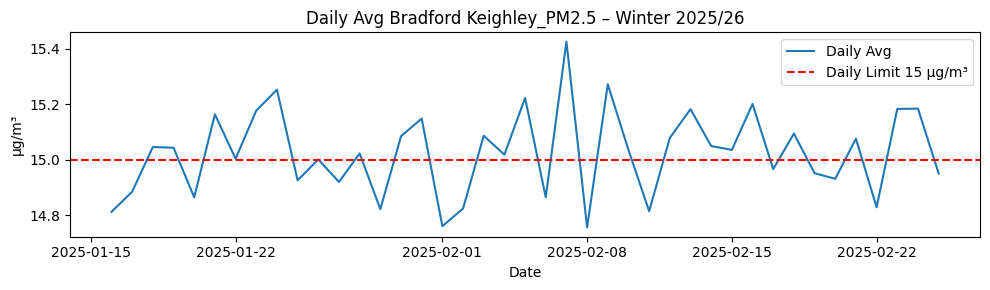 Daily Avg Bradford Keighley_PM2.5 – Winter 2025/26
Daily Avg
Daily Limit 15 μg/m³
μg/m³
15.4
15.2
15.0
14.8
2025-01-15
2025-01-22
2025-02-01
2025-02-08
2025-02-15
2025-02-22
Date